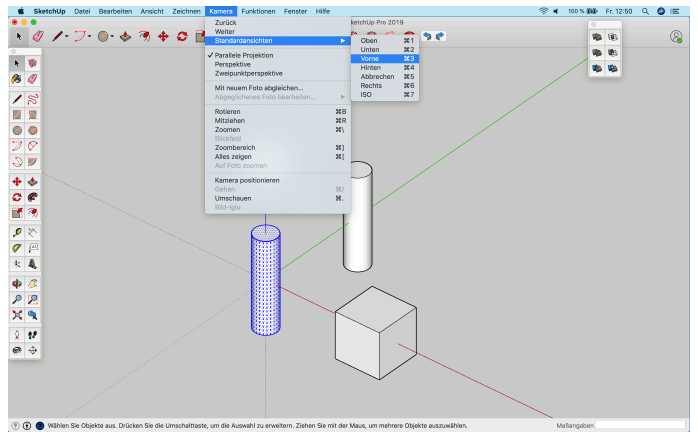 SketchUp Datei Bearbeiten Ansicht Zeichnen Kamera Funktionen Fenster Hilfe
100 % Fr. 12:50
ketchUp Pro 2019
Zurück
Weiter
Standardansichten
Parallele Projektion
Perspektive
Zweipunktperspektive
Mit neuem Foto abgleichen...
Abgeglichenes Foto bearbeiten...
Rotieren ⌘B
Mitziehen ⌘R
Zoomen ⌘\
Blickfeld
Zoombereich ⌘]
Alles zeigen ⌘[
Auf Foto zoomen
Kamera positionieren
Gehen ⌘/
Umschauen ⌘.
Bild-Iglu
Oben ⌘1
Unten ⌘2
Vorne ⌘3
Hinten ⌘4
Abbrechen ⌘5
Rechts ⌘6
ISO ⌘7
Wählen Sie Objekte aus. Drücken Sie die Umschalttaste, um die Auswahl zu erweitern. Ziehen Sie mit der Maus, um mehrere Objekte auszuwählen.
Maßangaben